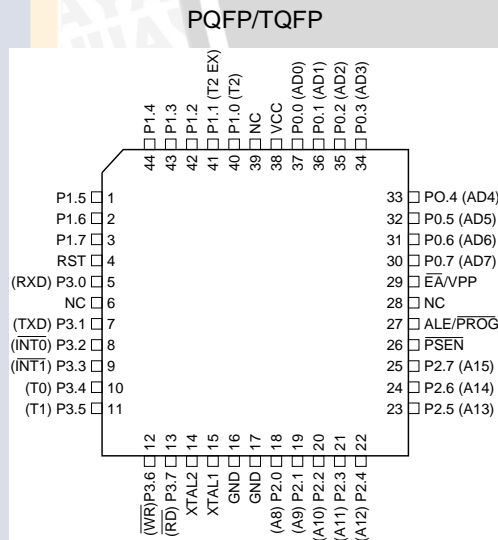 PQFP/TQFP
44 P1.4
43 P1.3
42 P1.2
41 P1.1 (T2 EX)
40 P1.0 (T2)
39 NC
38 VCC
37 P0.0 (AD0)
36 P0.1 (AD1)
35 P0.2 (AD2)
34 P0.3 (AD3)
P1.5 1
P1.6 2
P1.7 3
RST 4
(RXD) P3.0 5
NC 6
(TXD) P3.1 7
(INT0) P3.2 8
(INT1) P3.3 9
(T0) P3.4 10
(T1) P3.5 11
33 PO.4 (AD4)
32 P0.5 (AD5)
31 P0.6 (AD6)
30 P0.7 (AD7)
29 EA/VPP
28 NC
27 ALE/PROG
26 PSEN
25 P2.7 (A15)
24 P2.6 (A14)
23 P2.5 (A13)
(WR) P3.6 12
(RD) P3.7 13
XTAL2 14
XTAL1 15
GND 16
GND 17
(A8) P2.0 18
(A9) P2.1 19
(A10) P2.2 20
(A11) P2.3 21
(A12) P2.4 22